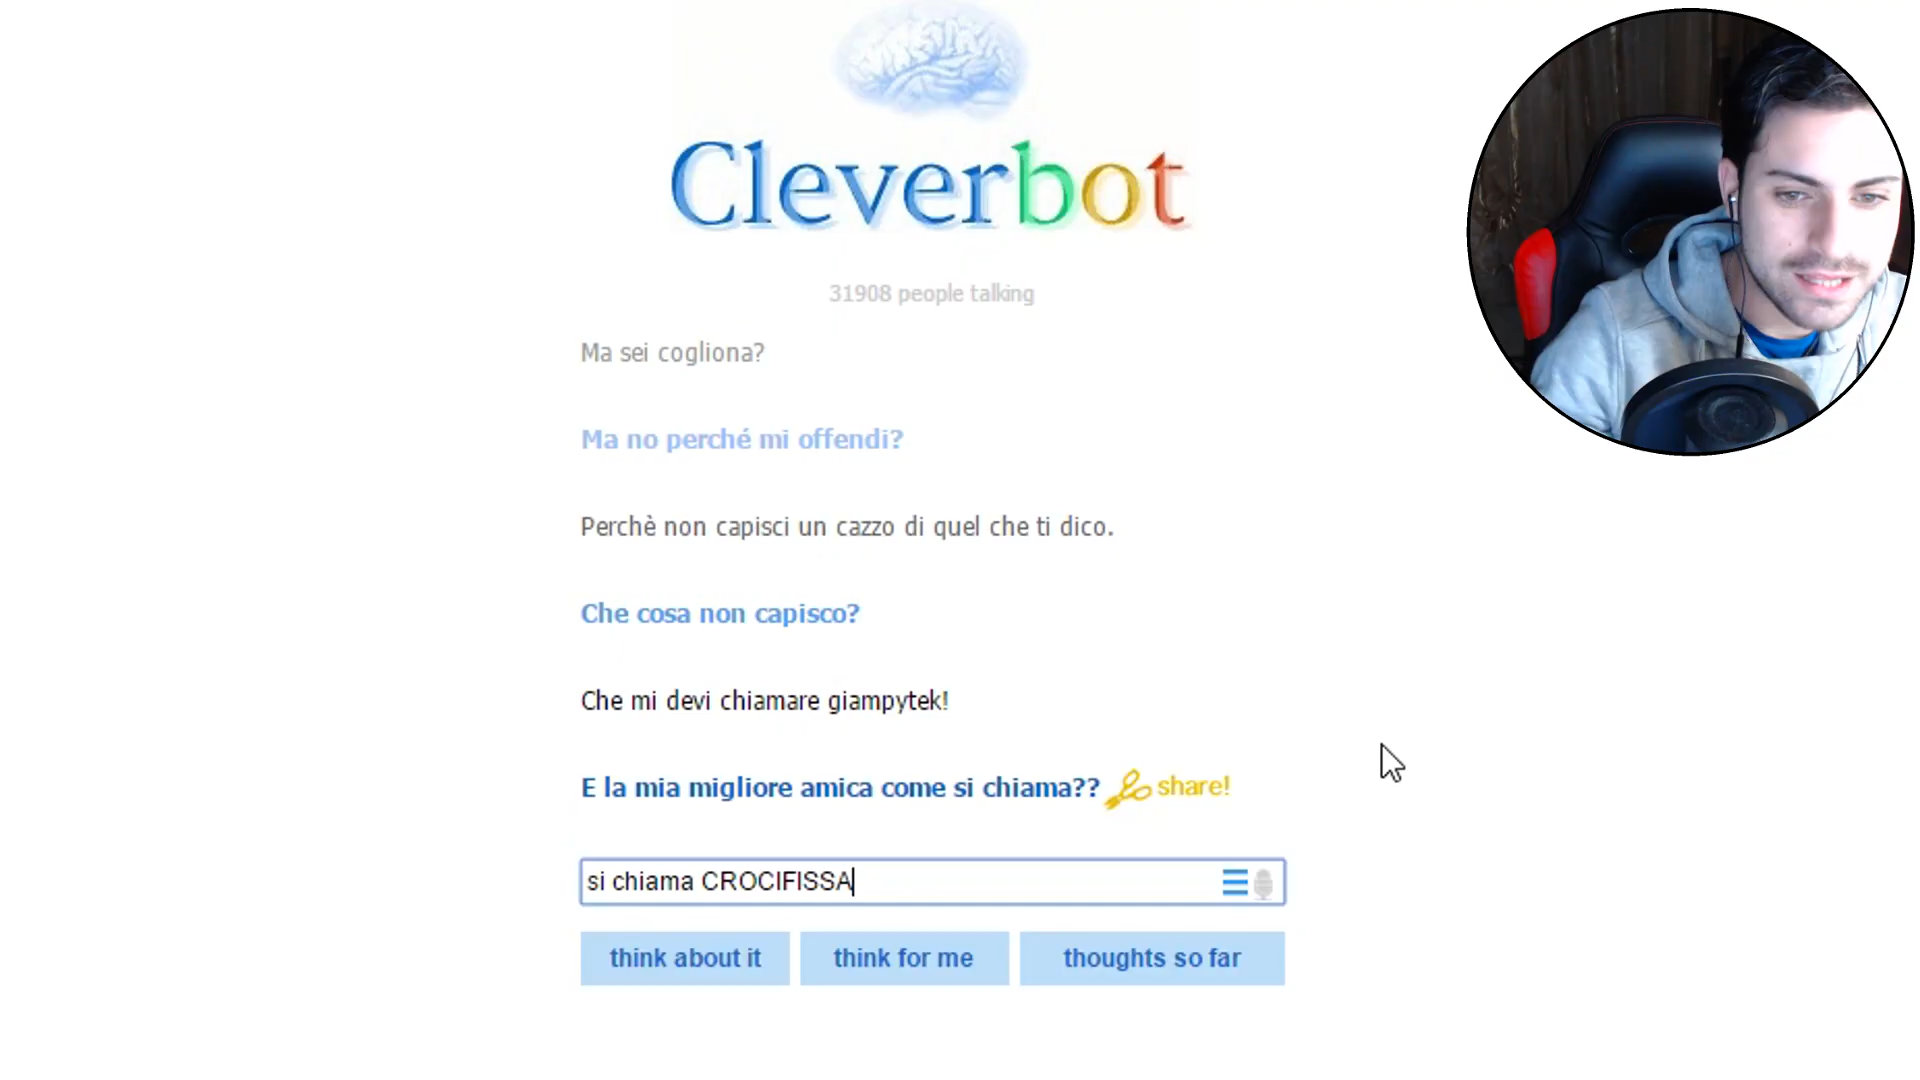 Cleverbot
31908 people talking
Ma sei cogliona?
Ma no perché mi offendi?
Perchè non capisci un cazzo di quel che ti dico.
Che cosa non capisco?
Che mi devi chiamare giampytek!
E la mia migliore amica come si chiama?? share!
si chiama CROCIFISSA
think about it think for me thoughts so far